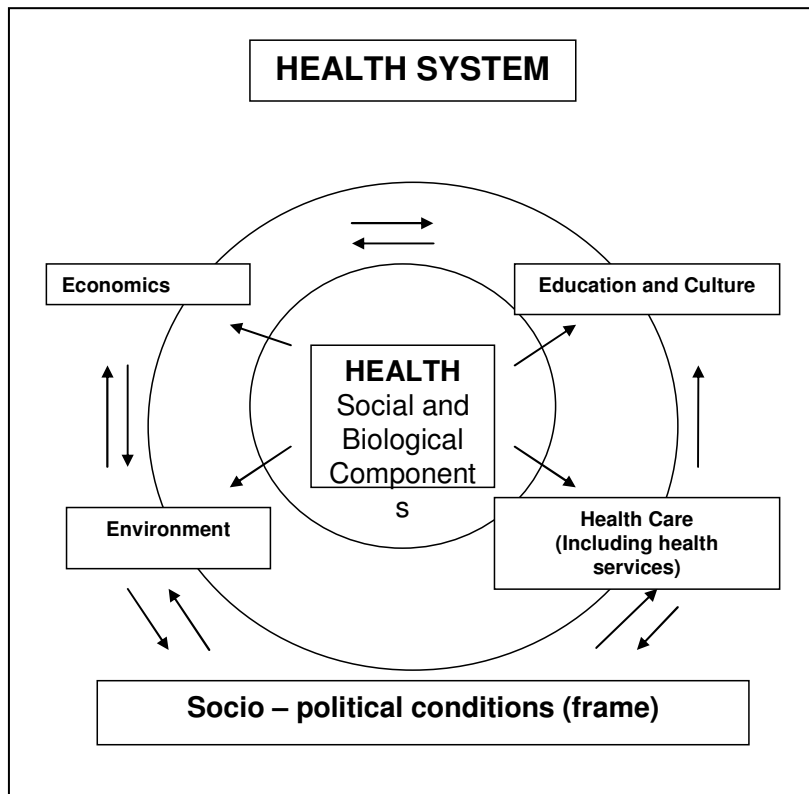 HEALTH SYSTEM
Economics
Education and Culture
HEALTH
Social and
Biological
Component
s
Environment
Health Care
(Including health
services)
Socio – political conditions (frame)